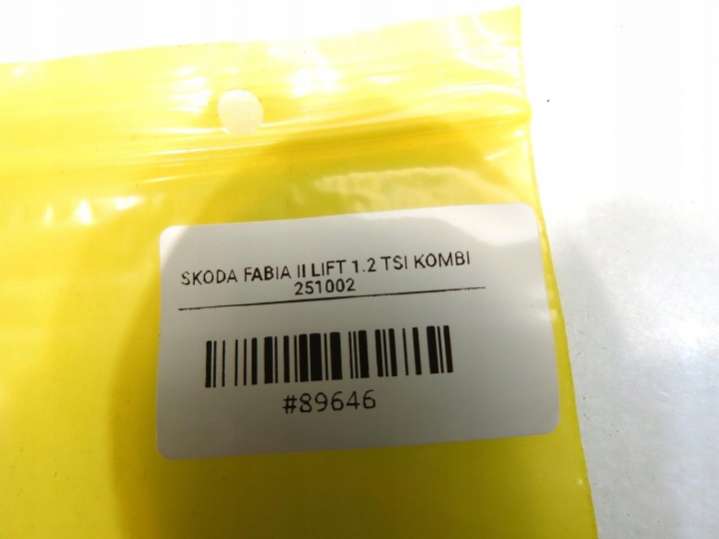 SKODA FABIA II LIFT 1.2 TSI KOMBI
251002
#89646